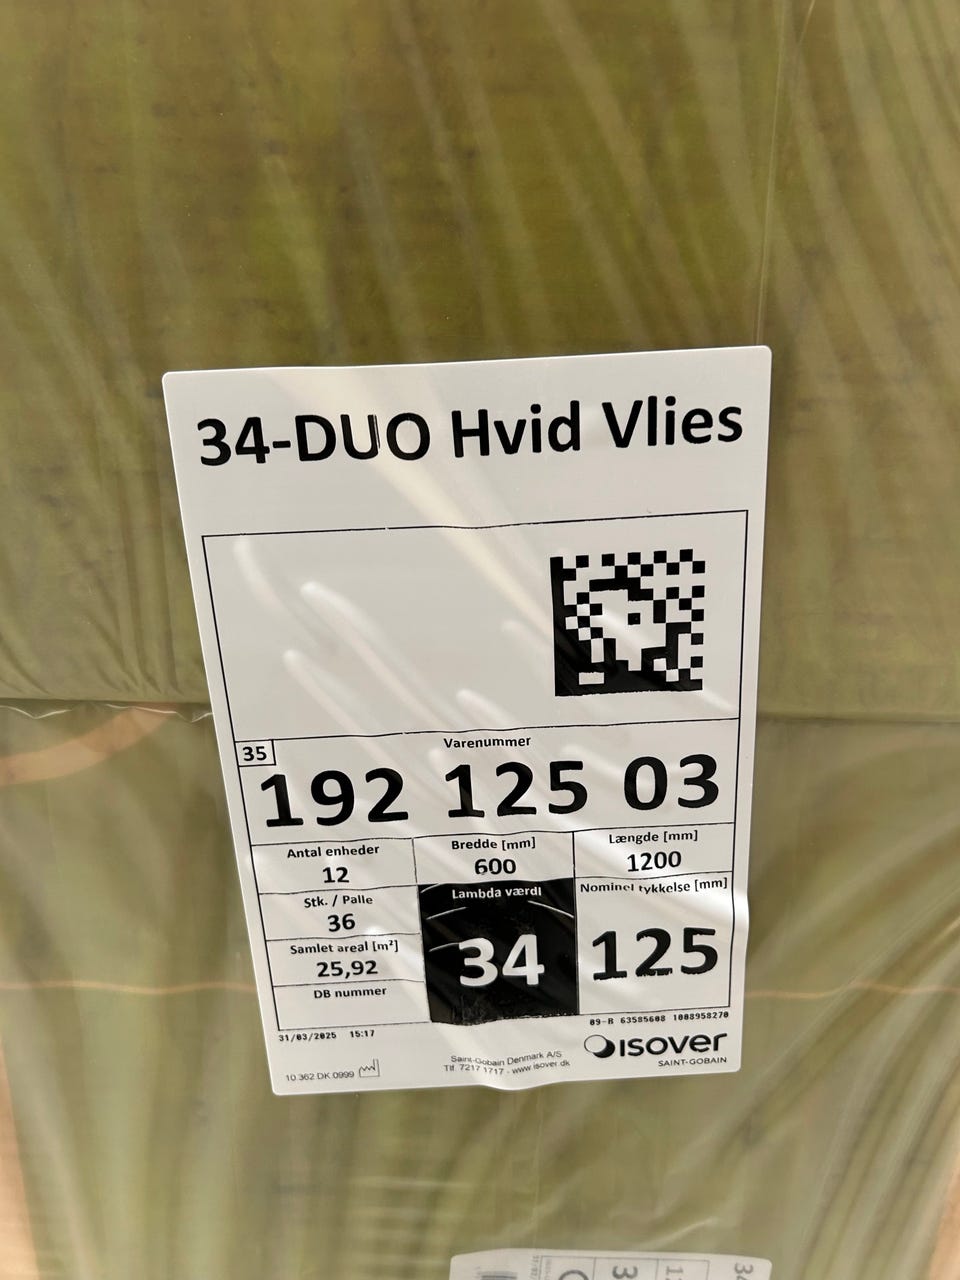 34-DUO Hvid Vlies
35
Varenummer
192 125 03
Antal enheder
12
Bredde [mm]
600
Længde [mm]
1200
Stk. / Palle
36
Lambda værdi
34
Nominel tykkelse [mm]
125
Samlet areal [m²]
25,92
DB nummer
31/03/2025 15:17
09-R 63585608 1008958270
10.362 DK 0999
Saint-Gobain Denmark A/S
Tlf. 7217 1717 - www.isover.dk
isover
SAINT-GOBAIN